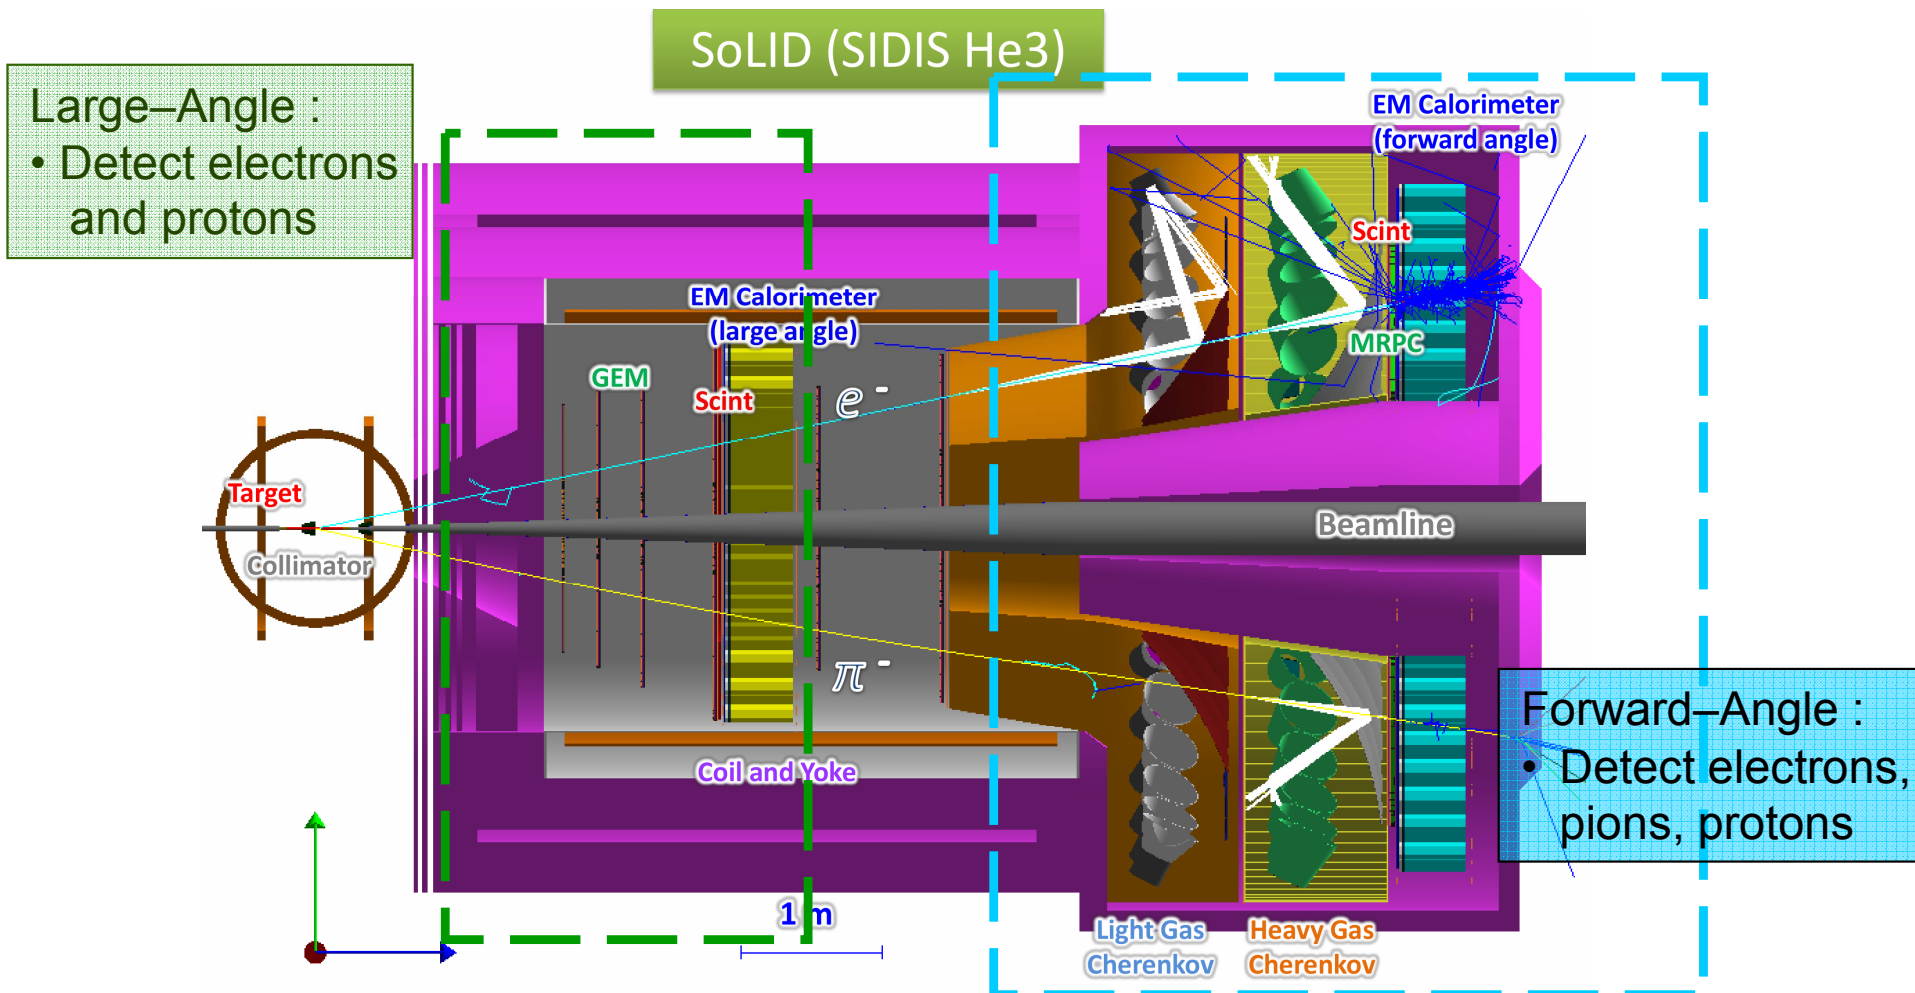 SoLID (SIDIS He3)
Large–Angle :
• Detect electrons
and protons
EM Calorimeter
(forward angle)
Scint
EM Calorimeter
(large angle)
MRPC
GEM
Scint
e-
Target
Beamline
Collimator
π-
Forward–Angle :
• Detect electrons,
pions, protons
Coil and Yoke
1 m
Light Gas
Cherenkov
Heavy Gas
Cherenkov